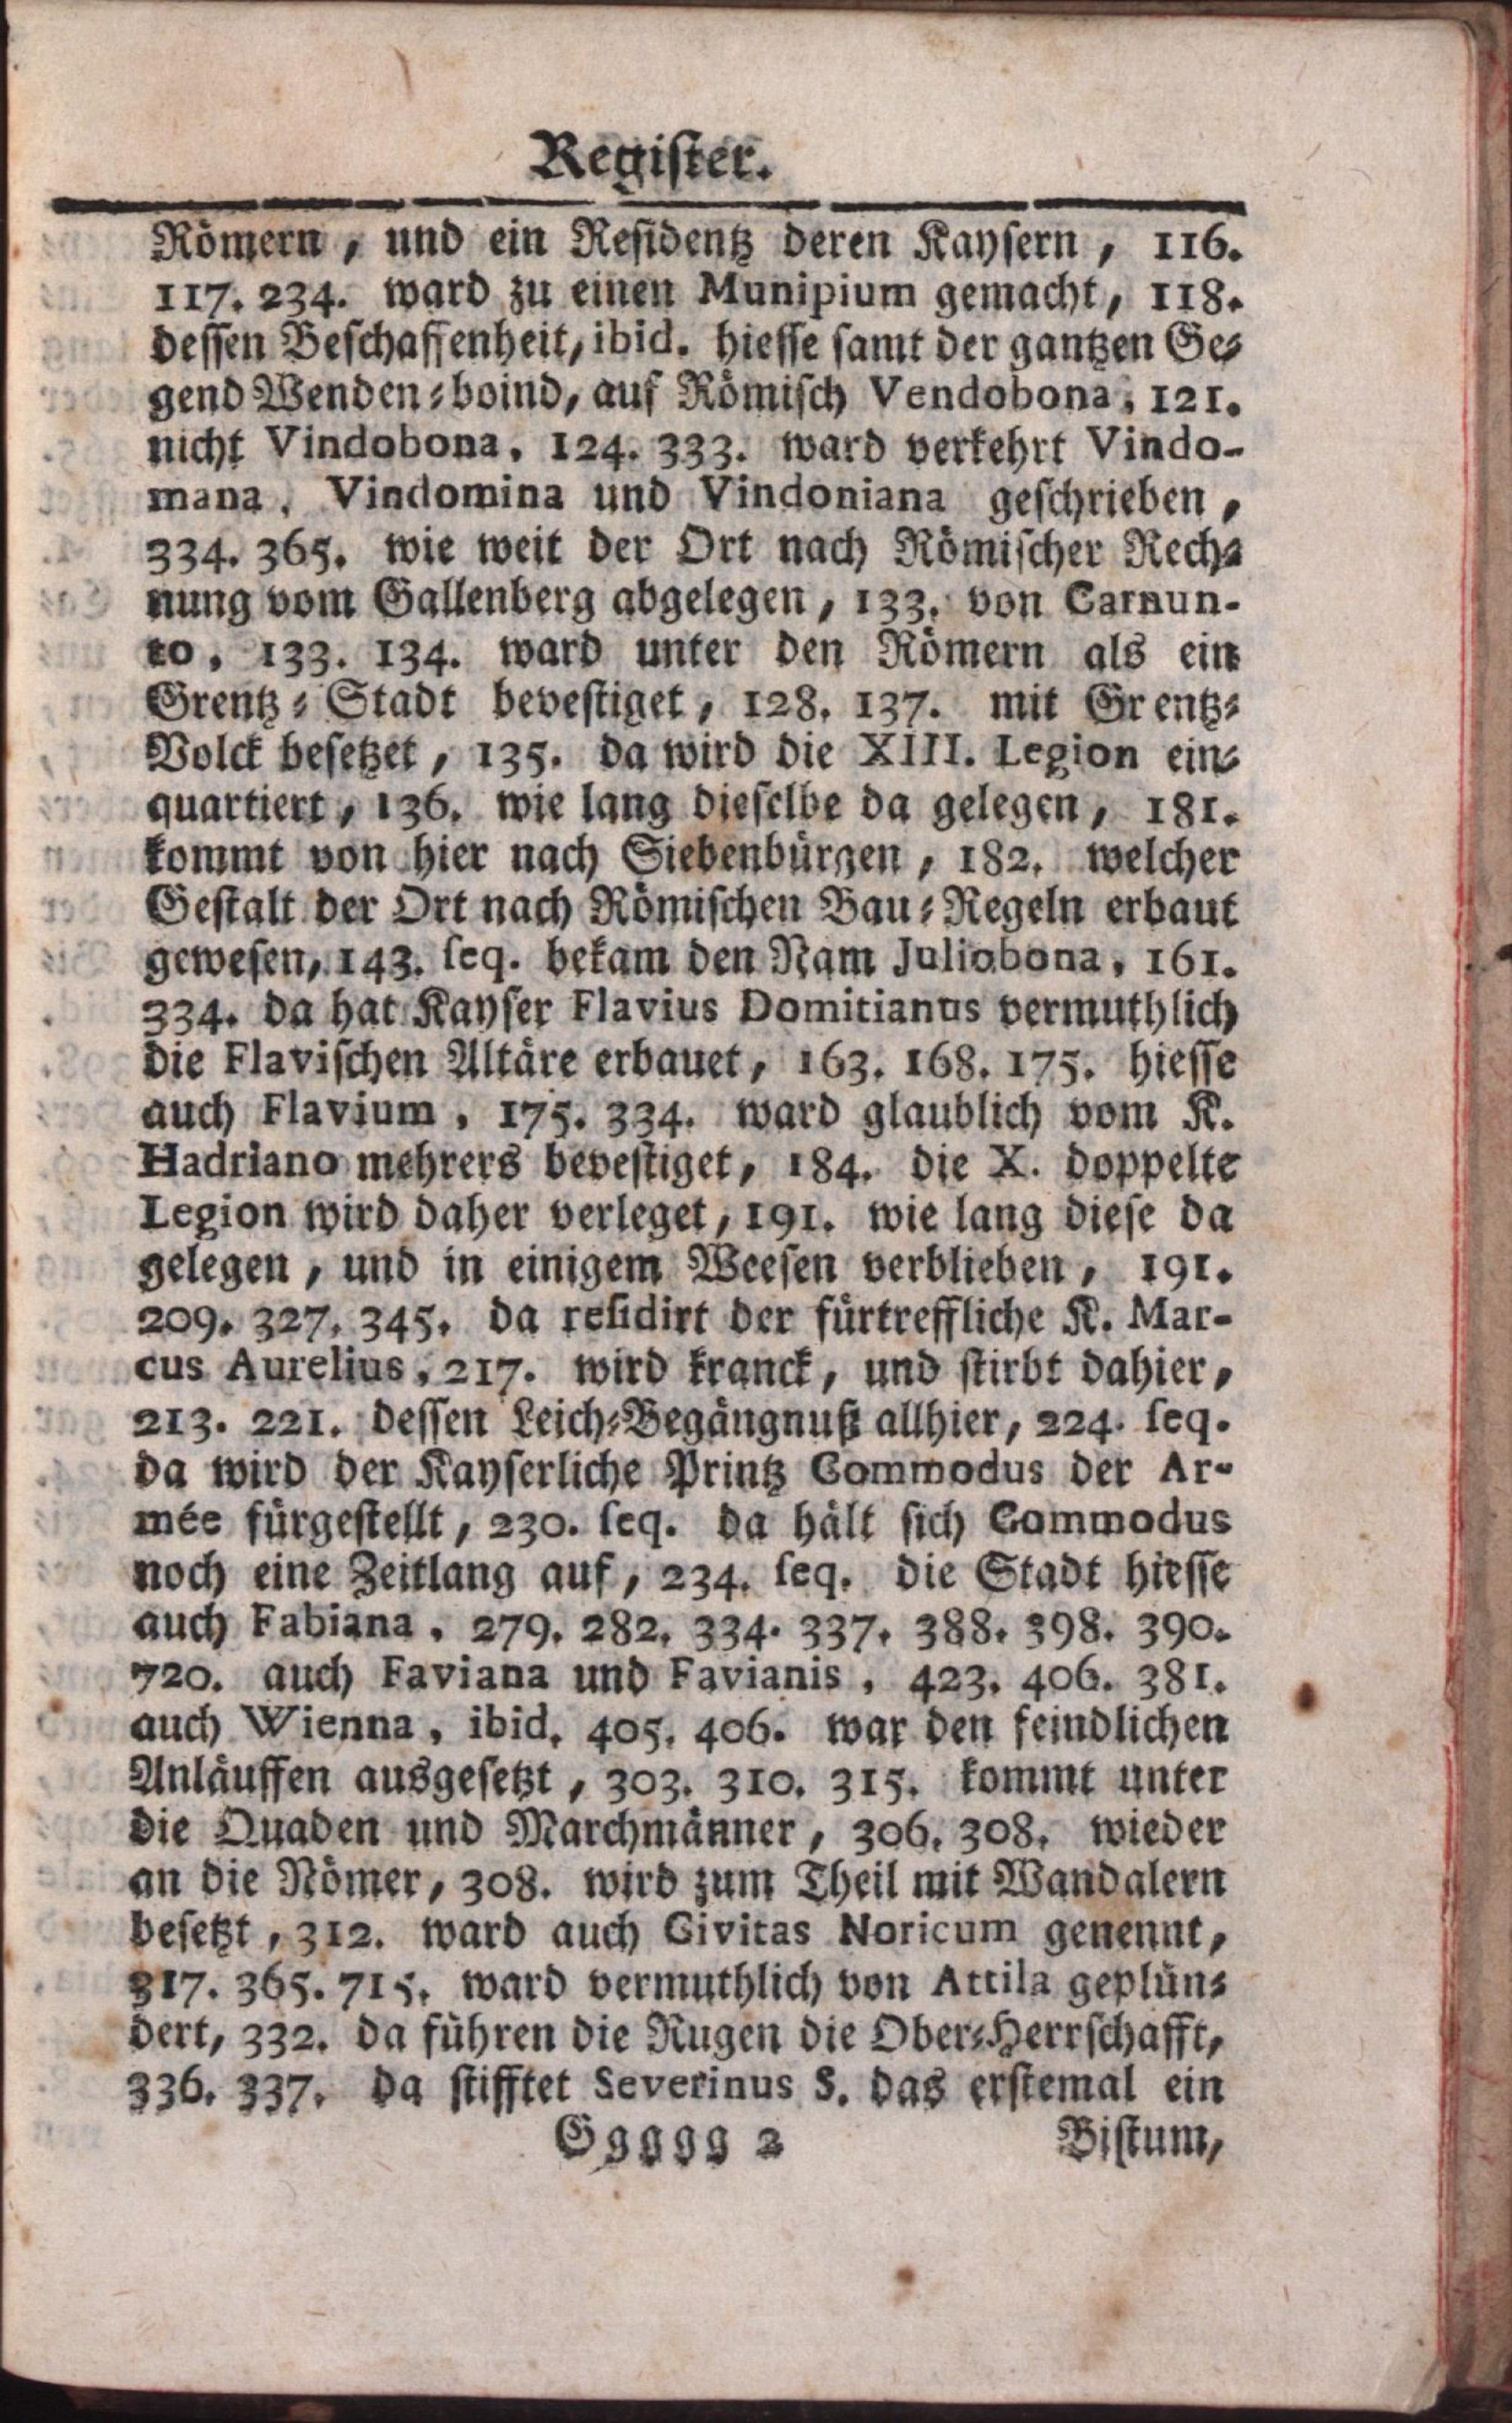 Register.
Römern, und ein Residentz deren Kaysern, 116.
117. 234. ward zu einen Munipium gemacht, 118.
dessen Beschaffenheit, ibid. hiesse samt der gantzen Ge-
gend Wenden-boind, auf Römisch Vendobona, 121.
nicht Vindobona, 124. 333. ward verkehrt Vindo-
mana, Vindomina und Vindoniana geschrieben,
334. 365. wie weit der Ort nach Römischer Rech-
nung vom Gallenberg abgelegen, 133. von Carnun-
to, 133. 134. ward unter den Römern als ein
Grentz-Stadt bevestiget, 128. 137. mit Grentz-
Volck besetzet, 135. da wird die XIII. Legion ein-
quartiert, 136. wie lang dieselbe da gelegen, 181.
kommt von hier nach Siebenbürgen, 182. welcher
Gestalt der Ort nach Römischen Bau-Regeln erbaut
gewesen, 143. seq. bekam den Nam Juliobona, 161.
334. da hat Kayser Flavius Domitianus vermuthlich
die Flavischen Altäre erbauet, 163. 168. 175. hiesse
auch Flavium, 175. 334. ward glaublich vom K.
Hadriano mehrers bevestiget, 184. die X. doppelte
Legion wird daher verleget, 191. wie lang diese da
gelegen, und in einigem Weesen verblieben, 191.
209. 327. 345. da residirt der fürtreffliche K. Mar-
cus Aurelius, 217. wird kranck, und stirbt dahier,
213. 221. dessen Leich-Begängnuß allhier, 224. seq.
da wird der Kayserliche Printz Commodus der Ar-
mée fürgestellt, 230. seq. da hält sich Commodus
noch eine Zeitlang auf, 234. seq. die Stadt hiesse
auch Fabiana, 279. 282. 334. 337. 388. 398. 390.
720. auch Faviana und Favianis, 423. 406. 381.
auch Wienna, ibid. 405. 406. war den feindlichen
Anläuffen ausgesetzt, 303. 310. 315. kommt unter
die Quaden und Marchmänner, 306. 308. wieder
an die Römer, 308. wird zum Theil mit Wandalern
besetzt, 312. ward auch Civitas Noricum genennt,
317. 365. 715. ward vermuthlich von Attila geplün-
dert, 332. da führen die Rugen die Ober-Herrschafft,
336. 337. da stifftet Severinus S. das erstemal ein
Ggggg 2 Bistum,